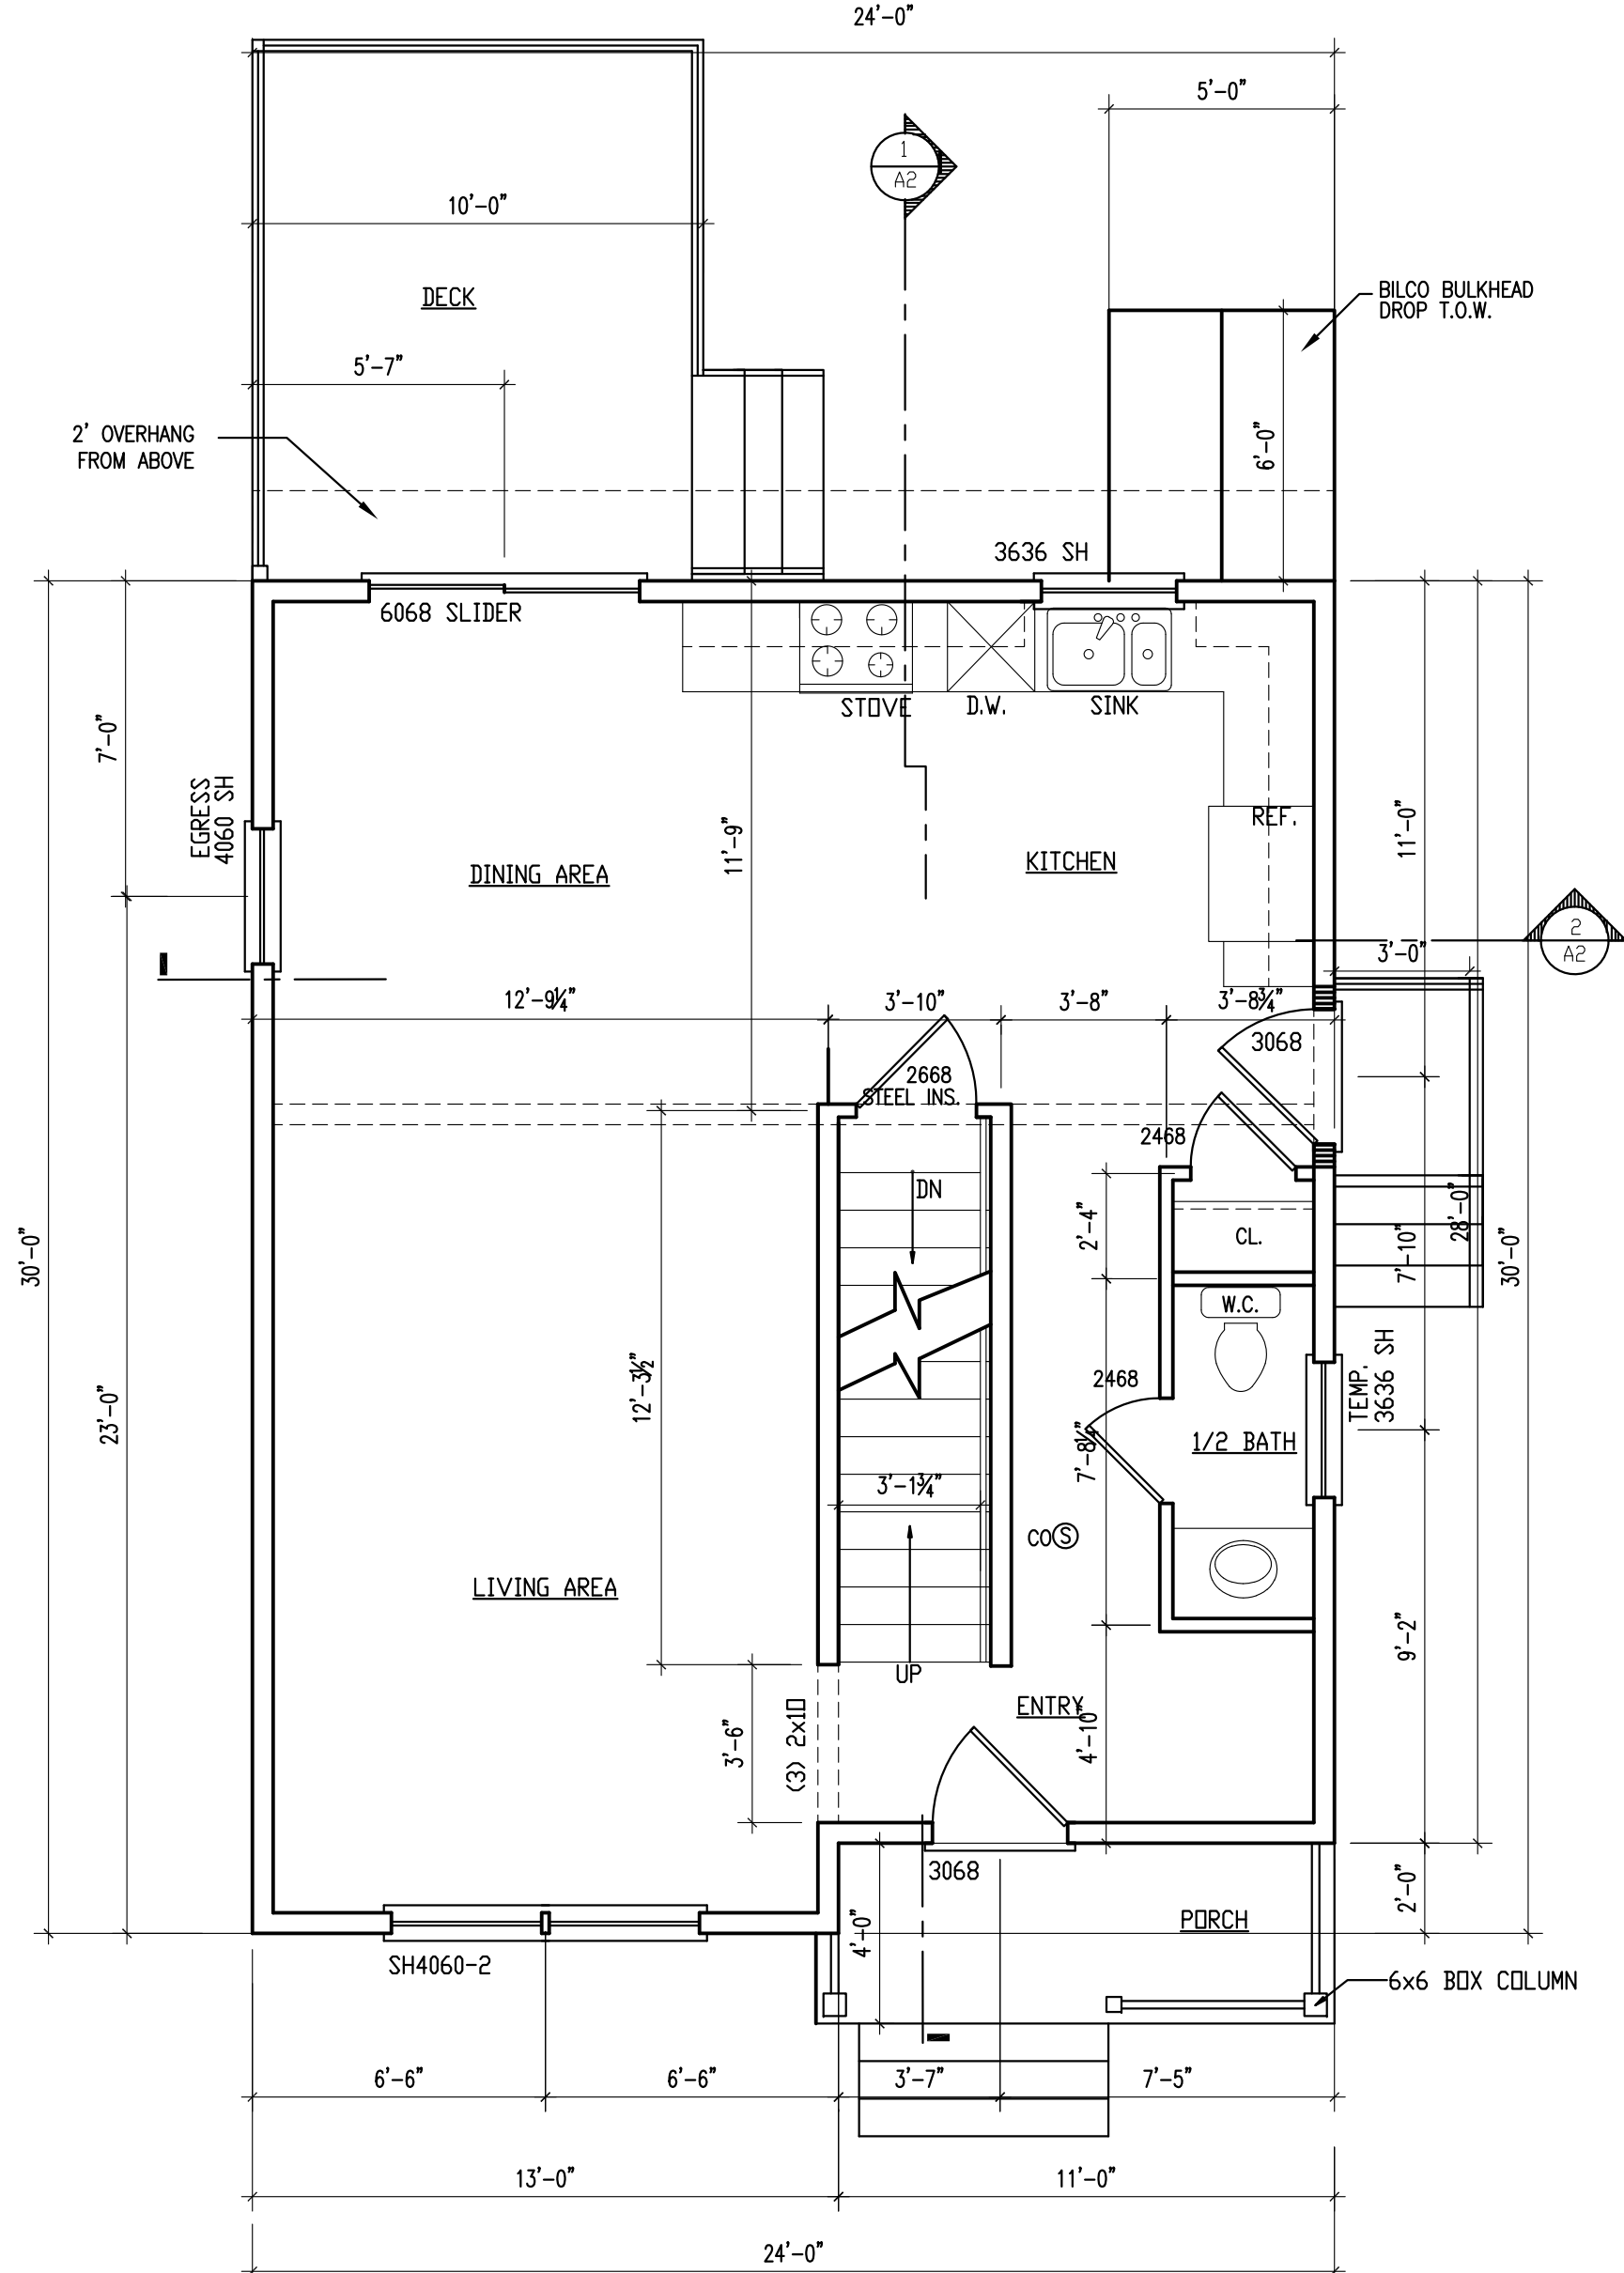 24'-0"
5'-0"
1
A2
10'-0"
DECK
BILCO BULKHEAD
DROP T.O.W.
5'-7"
2' OVERHANG
FROM ABOVE
6'-0"
3636 SH
6068 SLIDER
STOVE
D.W.
SINK
7'-0"
EGRESS
4060 SH
11'-9"
REF.
11'-0"
DINING AREA
KITCHEN
2
A2
3'-0"
12'-9¼"
3'-10"
3'-8"
3'-8¾"
3068
2668
STEEL INS.
2468
DN
2'-4"
CL.
28'-0"
7'-10"
30'-0"
30'-0"
W.C.
TEMP.
3636 SH
2468
12'-3½"
23'-0"
7'-8¼"
1/2 BATH
3'-1¾"
CO S
LIVING AREA
9'-2"
UP
ENTRY
4'-10"
3'-6"
(3) 2x10
3068
2'-0"
4'-0"
PORCH
SH4060-2
6x6 BOX COLUMN
6'-6"
6'-6"
3'-7"
7'-5"
13'-0"
11'-0"
24'-0"